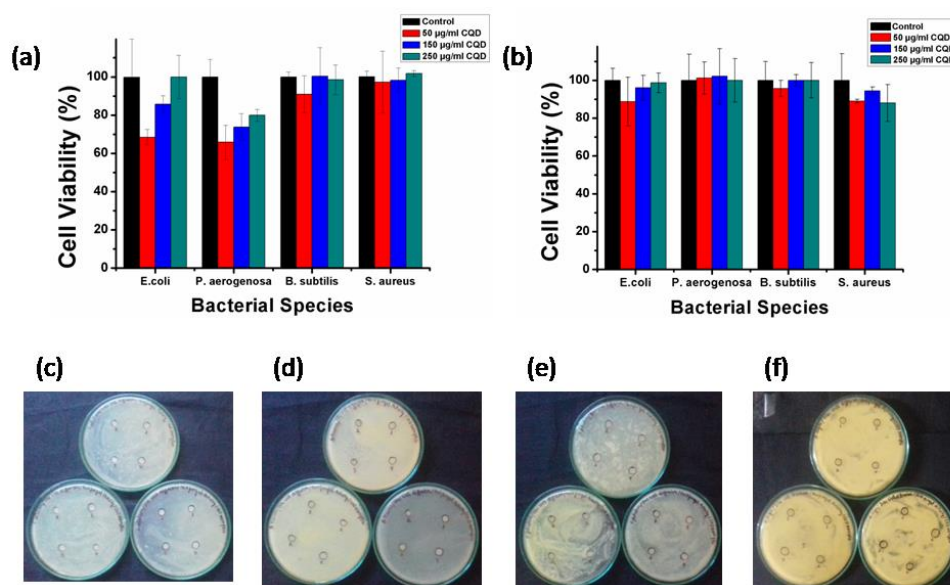 (a)
Cell Viability (%)
100
80
60
40
20
0
Control
50 µg/ml CQD
150 µg/ml CQD
250 µg/ml CQD
E.coli P. aerogenosa B. subtilis S. aureus
Bacterial Species
(b)
Cell Viability (%)
120
100
80
60
40
20
0
Control
50 µg/ml CQD
150 µg/ml CQD
250 µg/ml CQD
E.coli P. aerogenosa B. subtilis S. aureus
Bacterial Species
(c) (d) (e) (f)